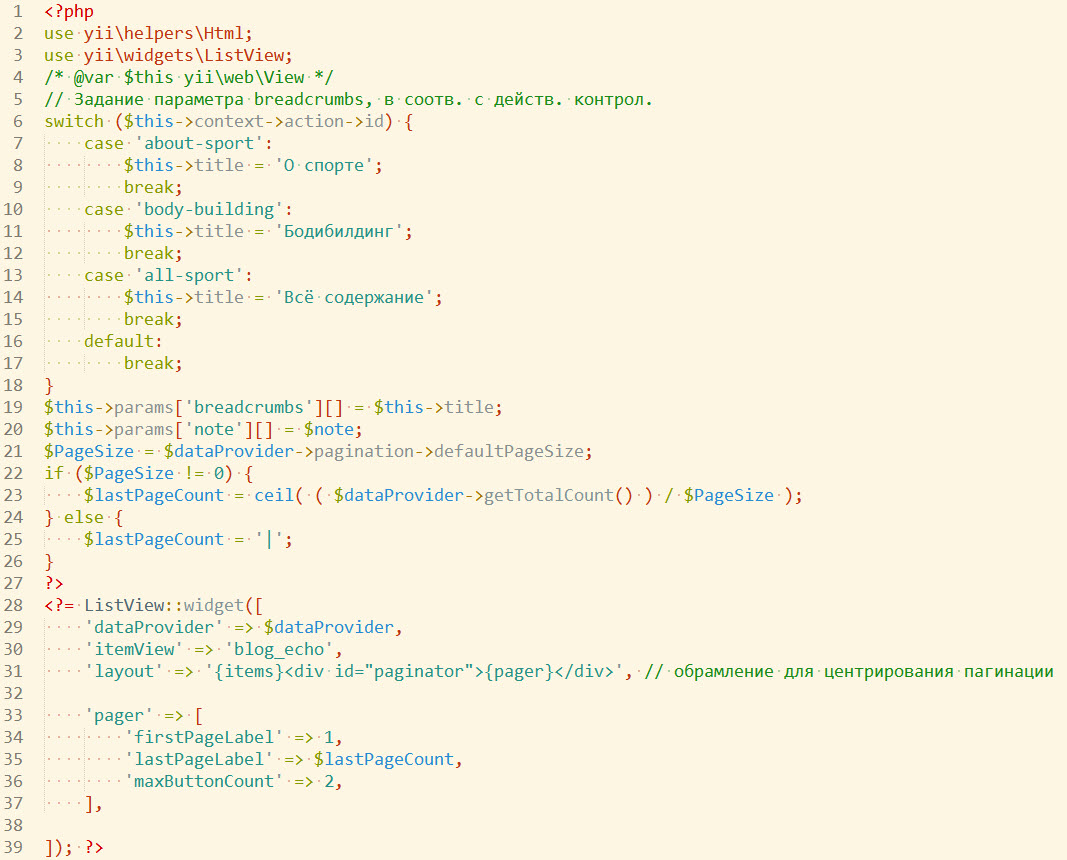 1 <?php
2 use yii\helpers\Html;
3 use yii\widgets\ListView;
4 /* @var $this yii\web\View */
5 // Задание параметра breadcrumbs, в соотв. с действ. контрол.
6 switch ($this->context->action->id) {
7     case 'about-sport':
8         $this->title = 'О спорте';
9         break;
10     case 'body-building':
11         $this->title = 'Бодибилдинг';
12         break;
13     case 'all-sport':
14         $this->title = 'Всё содержание';
15         break;
16     default:
17         break;
18 }
19 $this->params['breadcrumbs'][] = $this->title;
20 $this->params['note'][] = $note;
21 $PageSize = $dataProvider->pagination->defaultPageSize;
22 if ($PageSize != 0) {
23     $lastPageCount = ceil( ( $dataProvider->getTotalCount() ) / $PageSize );
24 } else {
25     $lastPageCount = '|';
26 }
27 ?>
28 <?= ListView::widget([
29     'dataProvider' => $dataProvider,
30     'itemView' => 'blog_echo',
31     'layout' => '{items}<div id="paginator">{pager}</div>', // обрамление для центрирования пагинации
32
33     'pager' => [
34         'firstPageLabel' => 1,
35         'lastPageLabel' => $lastPageCount,
36         'maxButtonCount' => 2,
37     ],
38
39 ]); ?>